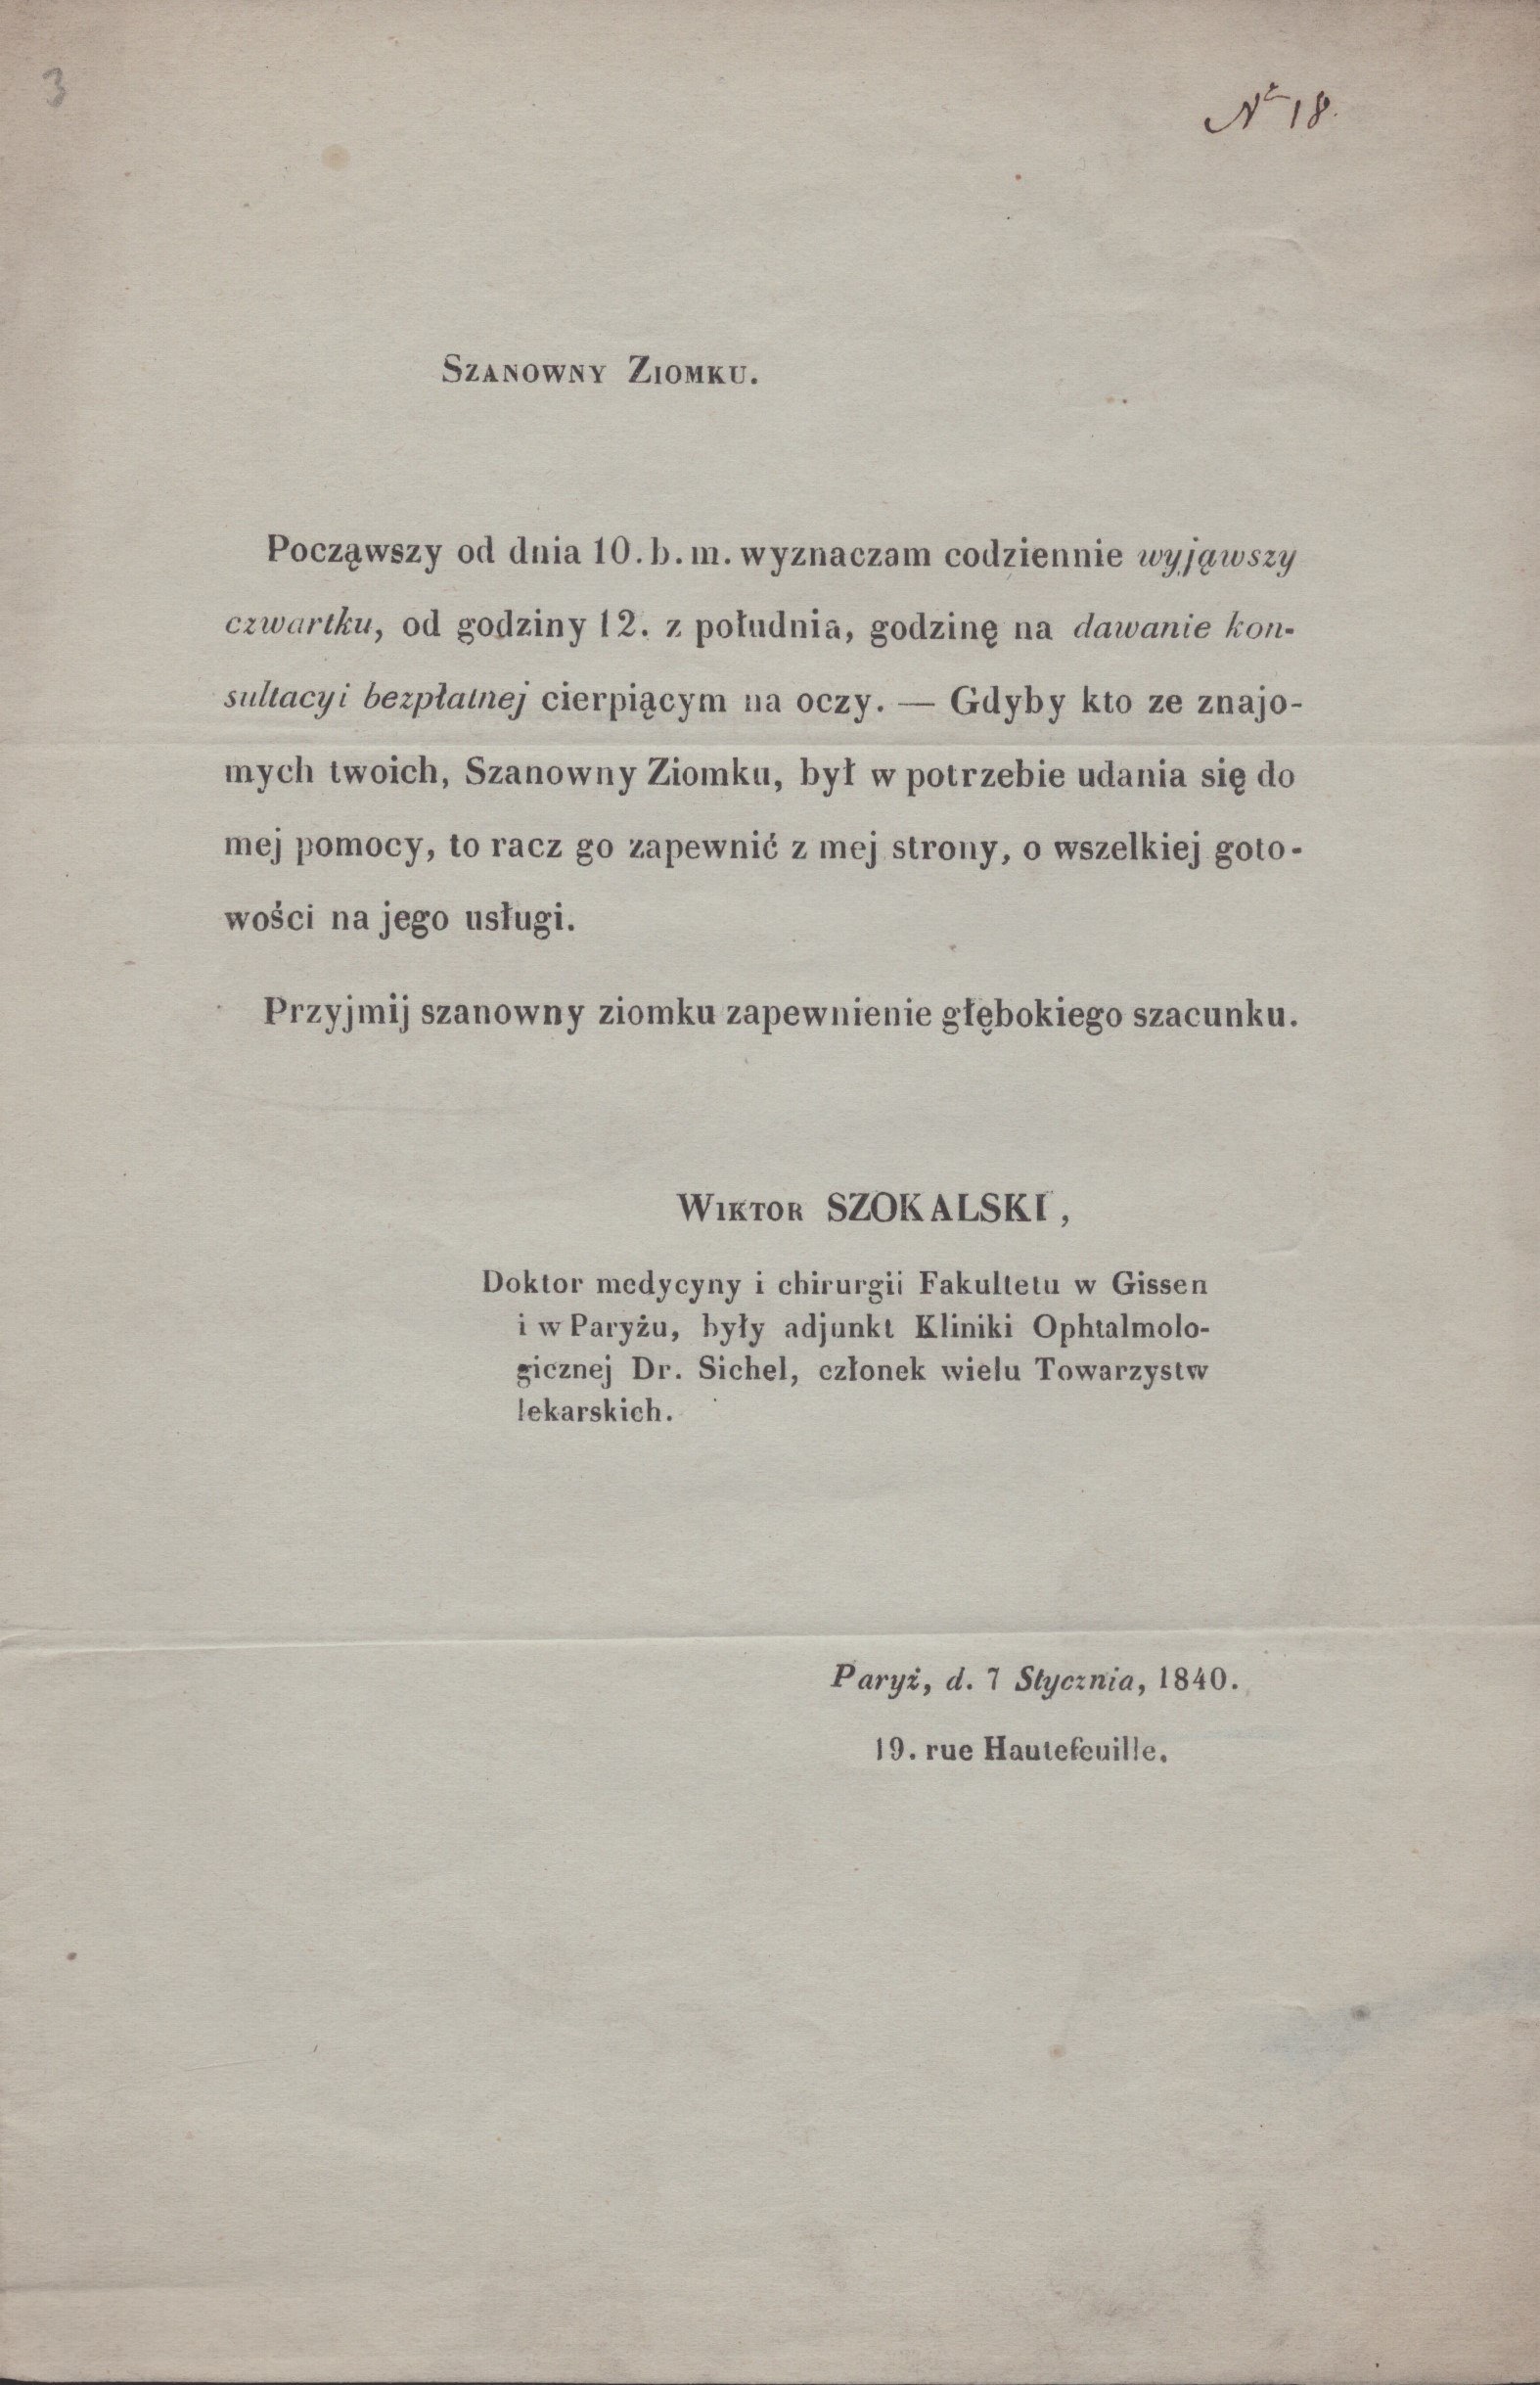 3
Nº 18.
Szanowny Ziomku.
Począwszy od dnia 10. b. m. wyznaczam codziennie wyjąwszy
czwartku, od godziny 12. z południa, godzinę na dawanie kon-
sultacyi bezpłatnej cierpiącym na oczy. — Gdyby kto ze znajo-
mych twoich, Szanowny Ziomku, był w potrzebie udania się do
mej pomocy, to racz go zapewnić z mej strony, o wszelkiej goto-
wości na jego usługi.
Przyjmij szanowny ziomku zapewnienie głębokiego szacunku.
Wiktor SZOKALSKI,
Doktor medycyny i chirurgii Fakultetu w Gissen
i w Paryżu, były adjunkt Kliniki Ophtalmolo-
gicznej Dr. Sichel, członek wielu Towarzystw
lekarskich.
Paryż, d. 7 Stycznia, 1840.
19. rue Hautefeuille.